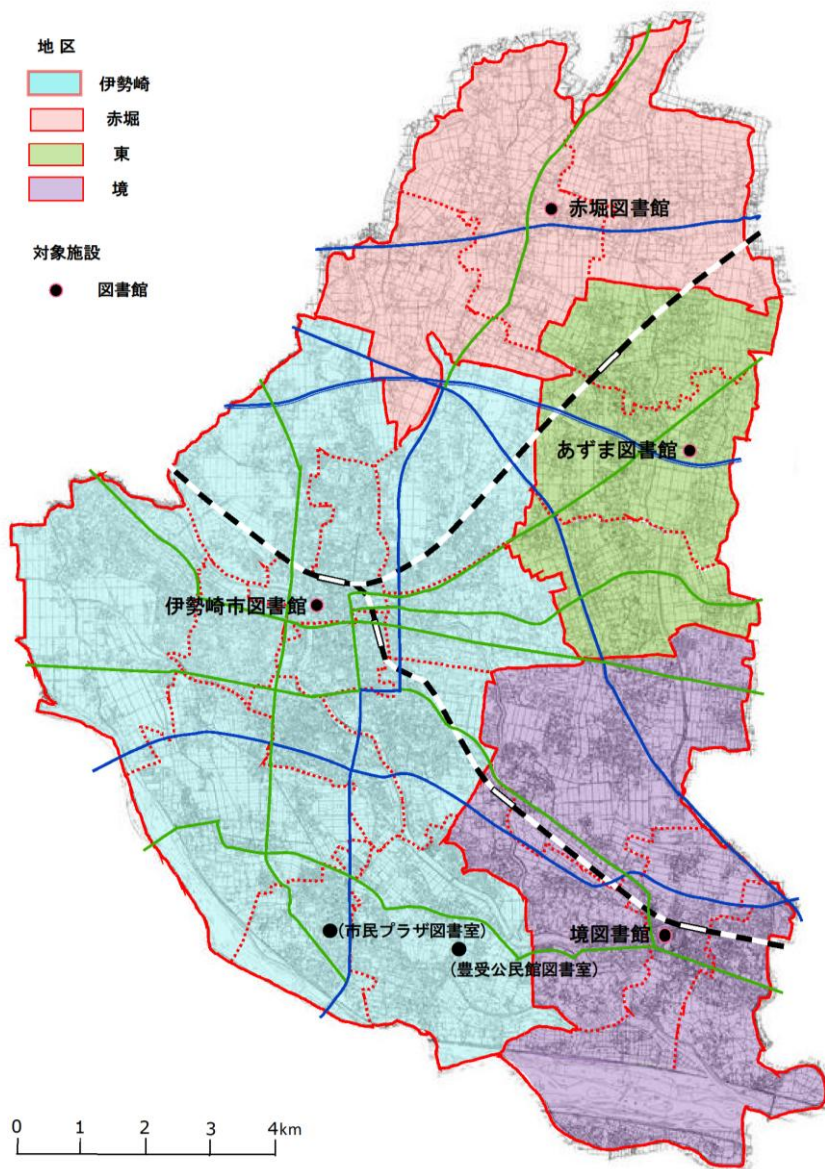 地 区
伊勢崎
赤堀
東
境
対象施設
図書館
赤堀図書館
あずま図書館
伊勢崎市図書館
境図書館
(市民プラザ図書室)
(豊受公民館図書室)
0 1 2 3 4km